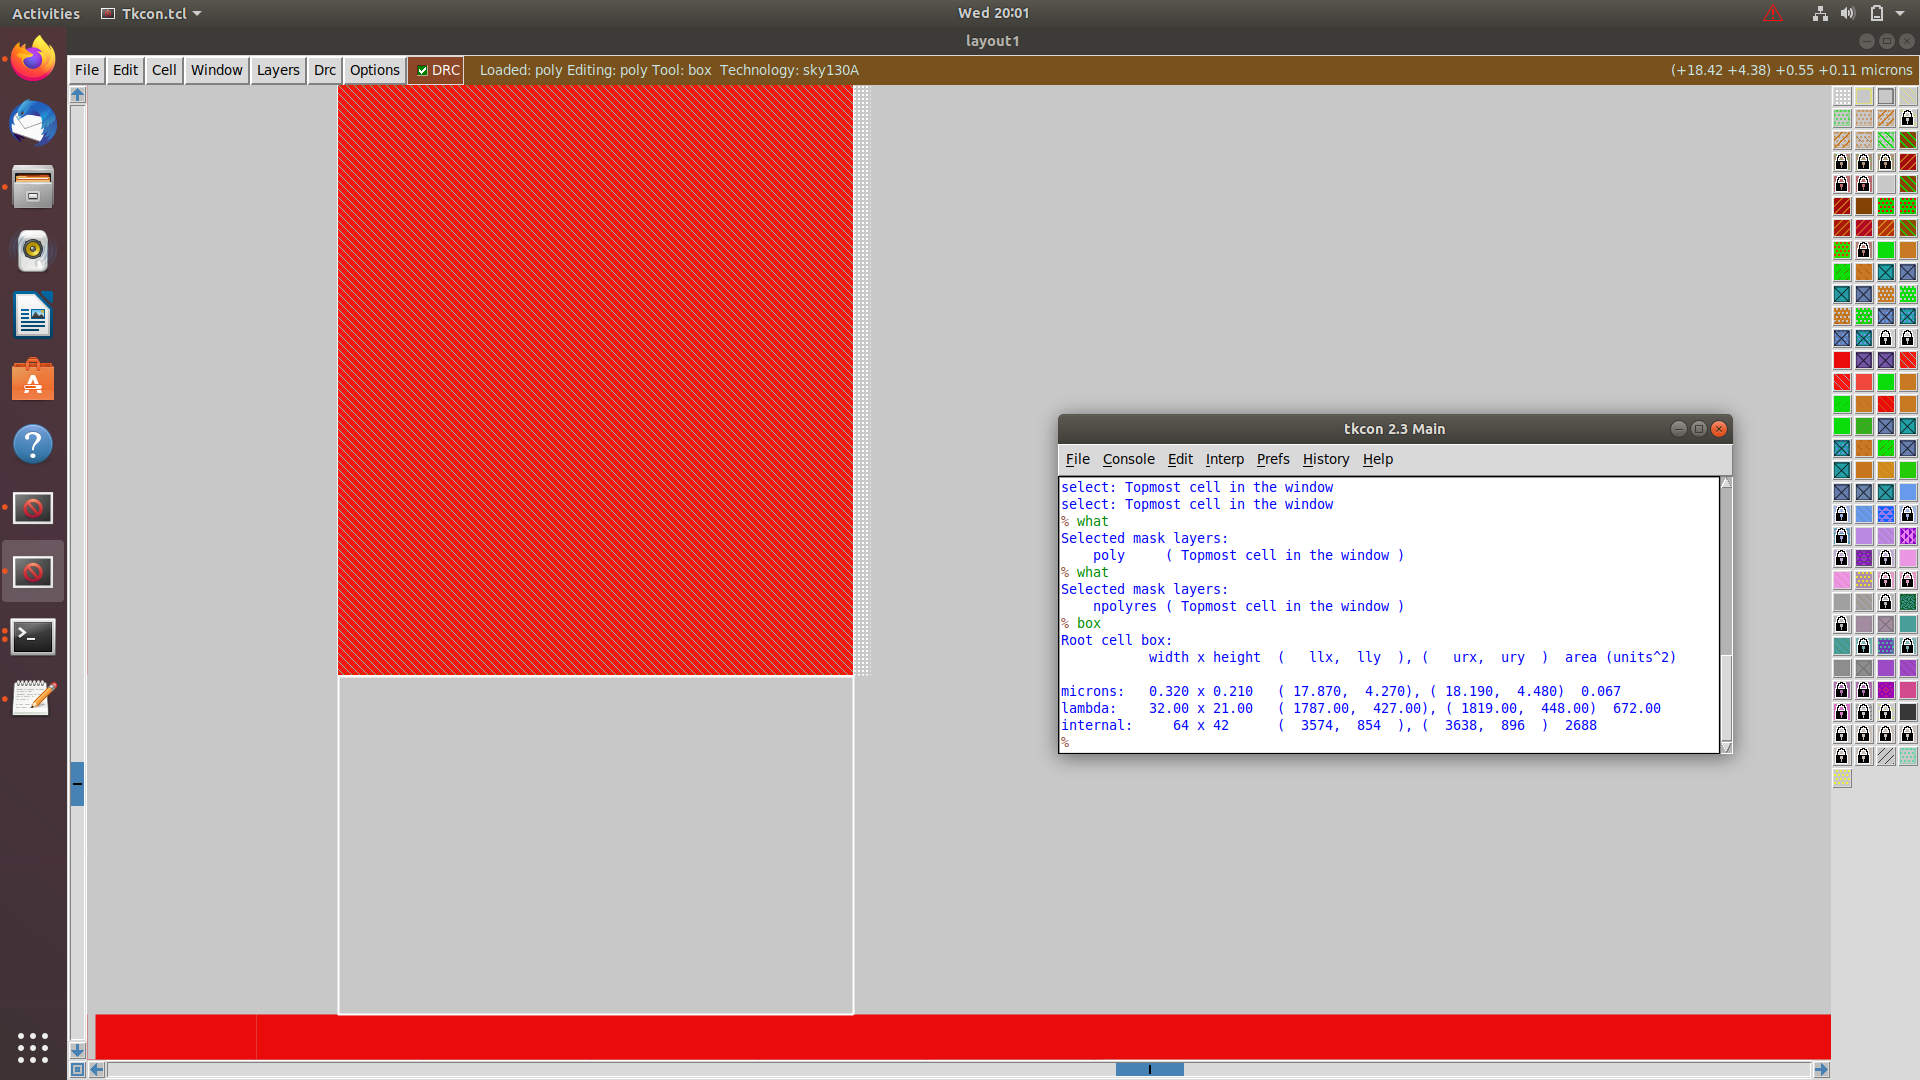 Activities Tkcon.tcl Wed 20:01
layout1
File Edit Cell Window Layers Drc Options DRC Loaded: poly Editing: poly Tool: box Technology: sky130A (+18.42 +4.38) +0.55 +0.11 microns
tkcon 2.3 Main
File Console Edit Interp Prefs History Help
select: Topmost cell in the window
select: Topmost cell in the window
% what
Selected mask layers:
    poly     ( Topmost cell in the window )
% what
Selected mask layers:
    npolyres ( Topmost cell in the window )
% box
Root cell box:
           width x height  (   llx,  lly  ), (   urx,  ury  )  area (units^2)
microns:   0.320 x 0.210   ( 17.870,  4.270), ( 18.190,  4.480)  0.067
lambda:    32.00 x 21.00   ( 1787.00,  427.00), ( 1819.00,  448.00)  672.00
internal:     64 x 42      (  3574,  854  ), (  3638,  896  )  2688
%